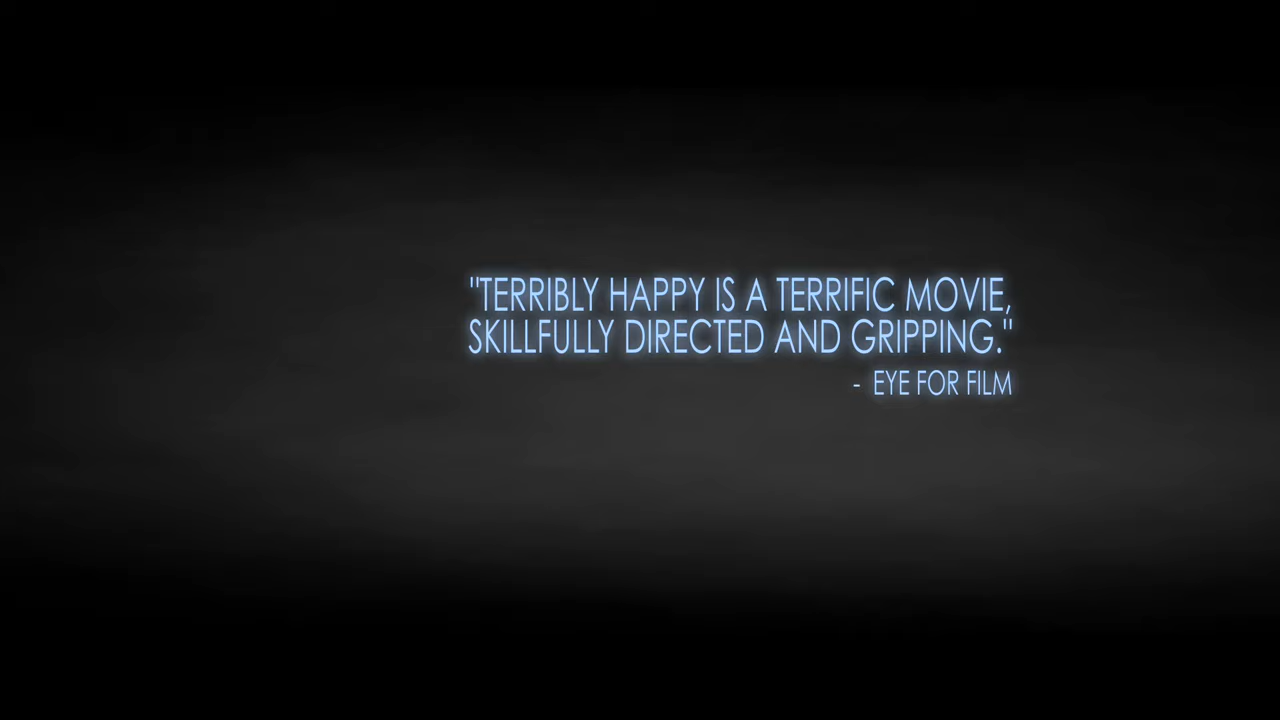 "TERRIBLY HAPPY IS A TERRIFIC MOVIE,
SKILLFULLY DIRECTED AND GRIPPING."
- EYE FOR FILM